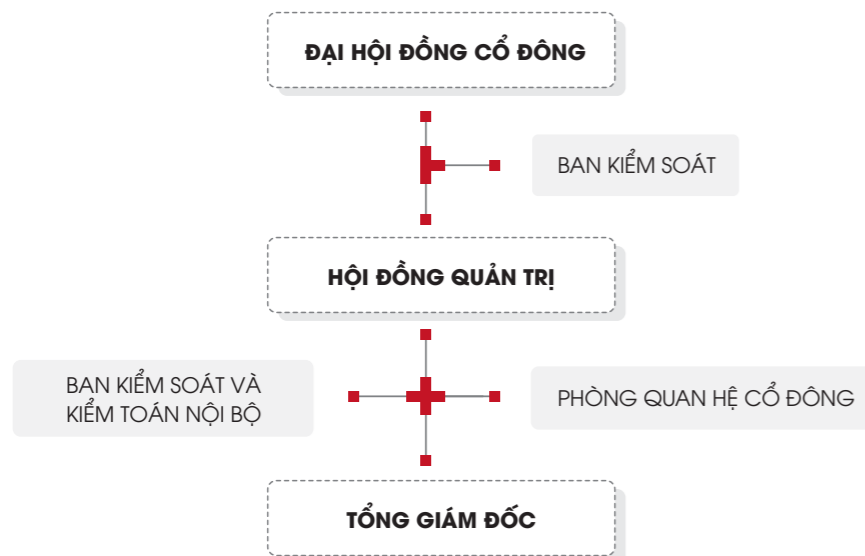 ĐẠI HỘI ĐỒNG CỔ ĐÔNG
BAN KIỂM SOÁT
HỘI ĐỒNG QUẢN TRỊ
BAN KIỂM SOÁT VÀ
KIỂM TOÁN NỘI BỘ
PHÒNG QUAN HỆ CỔ ĐÔNG
TỔNG GIÁM ĐỐC